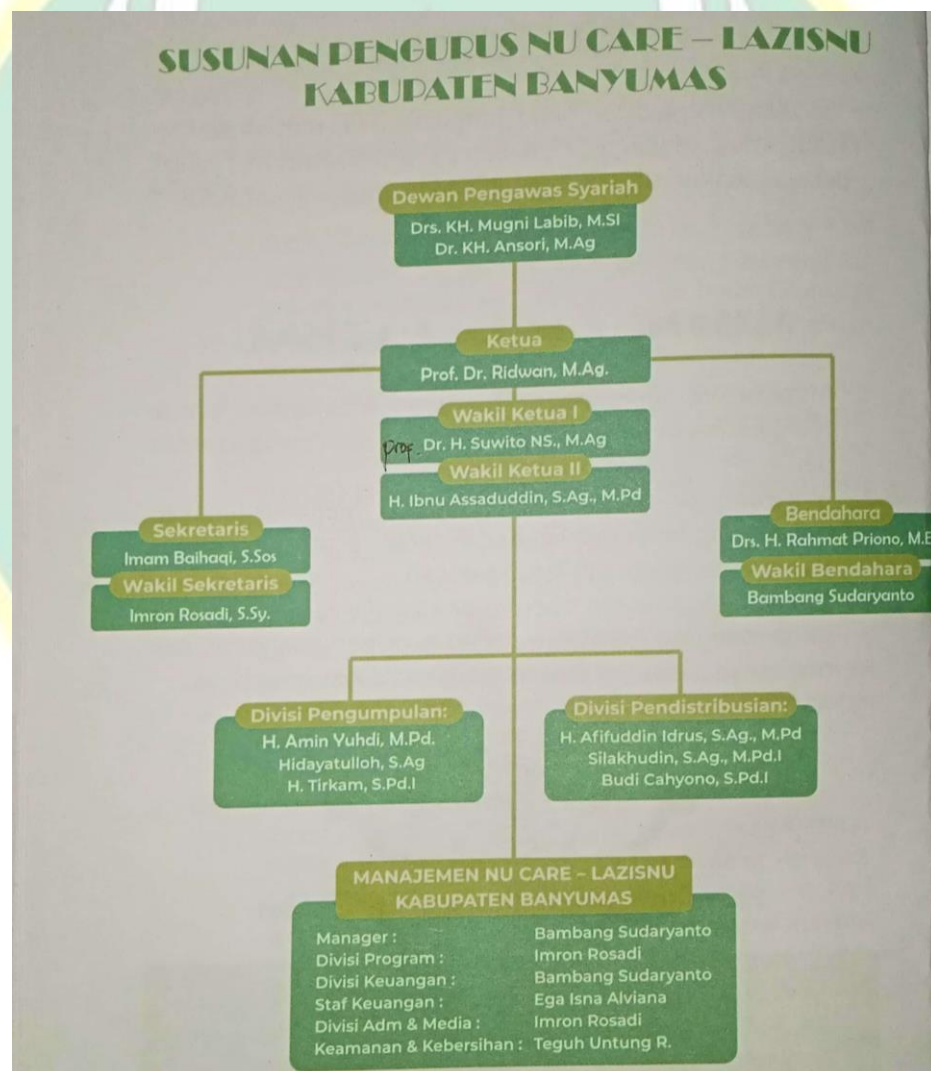 SUSUNAN PENGURUS NU CARE – LAZISNU
KABUPATEN BANYUMAS
Dewan Pengawas Syariah
Drs. KH. Mugni Labib, M.SI
Dr. KH. Ansori, M.Ag
Ketua
Prof. Dr. Ridwan, M.Ag.
Wakil Ketua I
Prof. Dr. H. Suwito NS., M.Ag
Wakil Ketua II
H. Ibnu Assaduddin, S.Ag., M.Pd
Sekretaris
Imam Baihaqi, S.Sos
Wakil Sekretaris
Imron Rosadi, S.Sy.
Bendahara
Drs. H. Rahmat Priono,
Wakil Bendahara
Bambang Sudaryanto
Divisi Pengumpulan:
H. Amin Yuhdi, M.Pd.
Hidayatulloh, S.Ag
H. Tirkam, S.Pd.I
Divisi Pendistribusian:
H. Afifuddin Idrus, S.Ag., M.Pd
Silakhudin, S.Ag., M.Pd.I
Budi Cahyono, S.Pd.I
MANAJEMEN NU CARE – LAZISNU
KABUPATEN BANYUMAS
Manager : Bambang Sudaryanto
Divisi Program : Imron Rosadi
Divisi Keuangan : Bambang Sudaryanto
Staf Keuangan : Ega Isna Alviana
Divisi Adm & Media : Imron Rosadi
Keamanan & Kebersihan : Teguh Untung R.